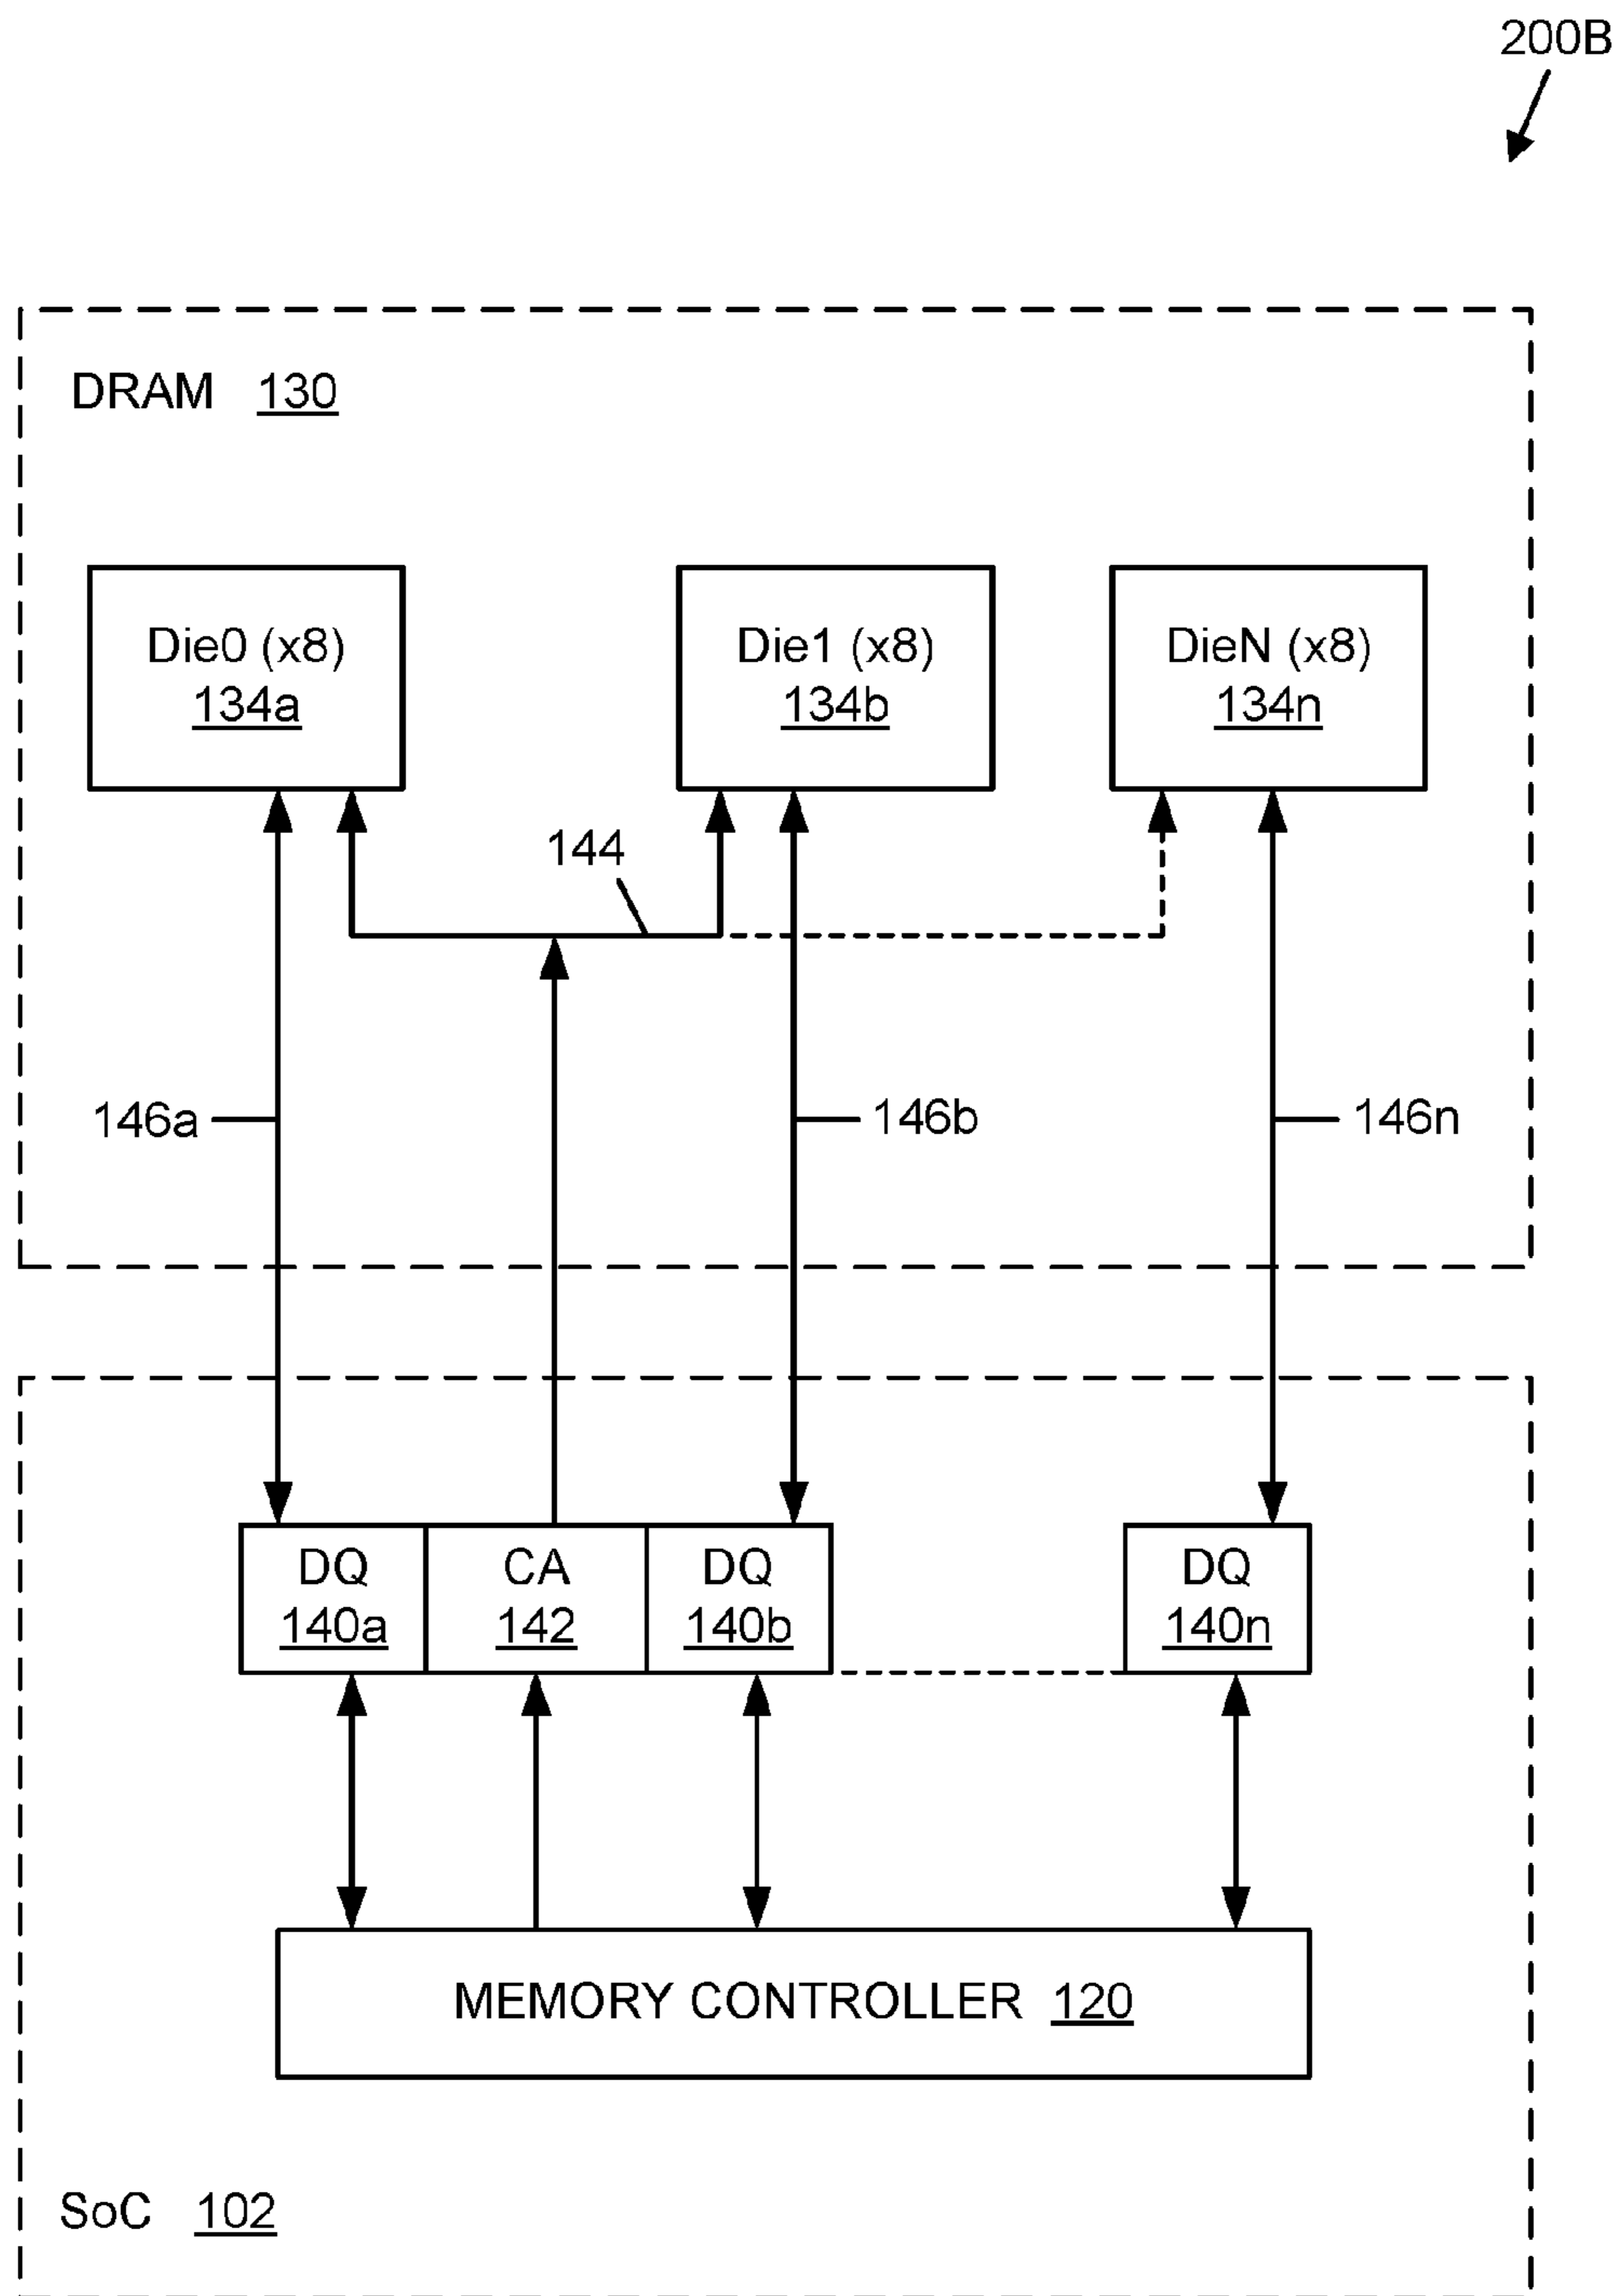 200B
DRAM 130
Die0 (x8)
134a
Die1 (x8)
134b
DieN (x8)
134n
144
146a
146b
146n
DQ
140a
CA
142
DQ
140b
DQ
140n
MEMORY CONTROLLER 120
SoC 102